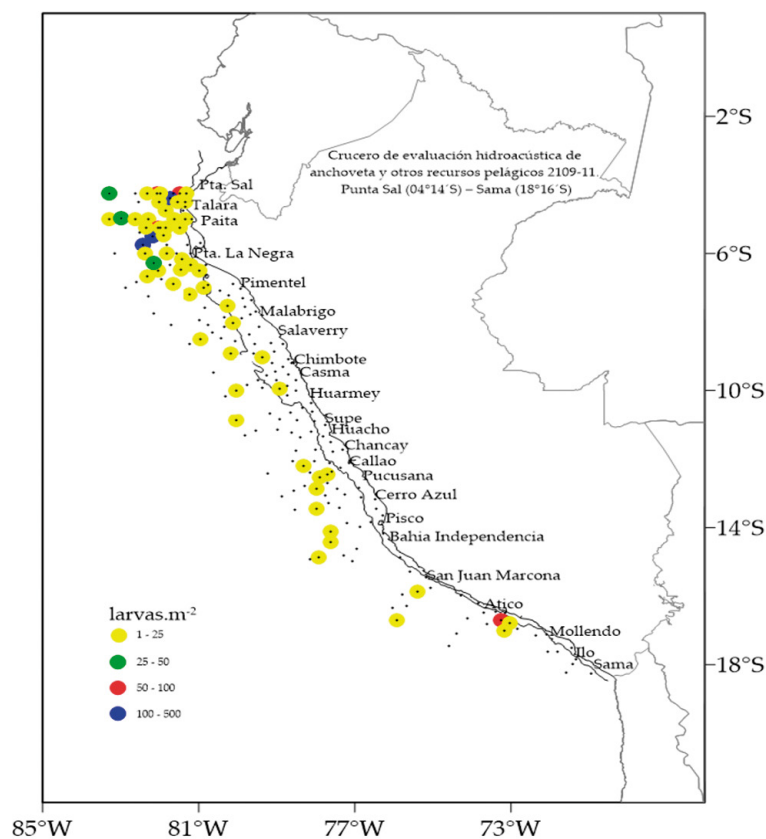 Crucero de evaluación hidroacústica de
anchoveta y otros recursos pelágicos 2109-11.
Punta Sal (04°14´S) – Sama (18°16´S)
2°S
Pta. Sal
Talara
Paita
Pta. La Negra
6°S
Pimentel
Malabrigo
Salaverry
Chimbote
Casma
10°S
Huarmey
Supe
Huacho
Chancay
Callao
Pucusana
Cerro Azul
Pisco
14°S
Bahia Independencia
San Juan Marcona
Atico
Mollendo
Ilo
Sama
18°S
larvas.m-2
1 - 25
25 - 50
50 - 100
100 - 500
85°W 81°W 77°W 73°W